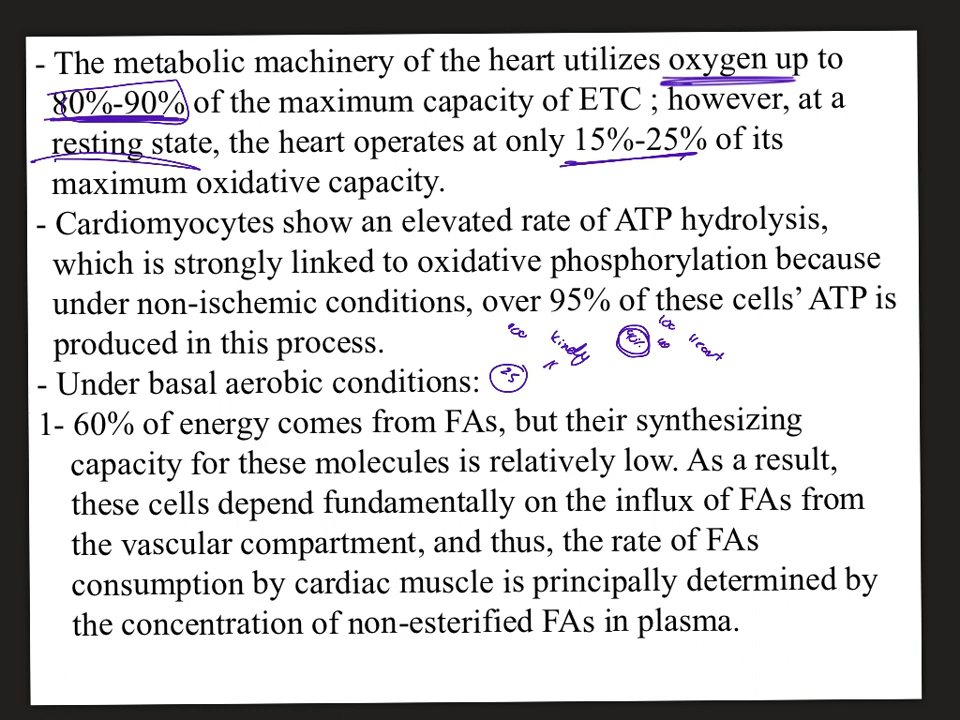 - The metabolic machinery of the heart utilizes oxygen up to
80%-90% of the maximum capacity of ETC ; however, at a
resting state, the heart operates at only 15%-25% of its
maximum oxidative capacity.
- Cardiomyocytes show an elevated rate of ATP hydrolysis,
which is strongly linked to oxidative phosphorylation because
under non-ischemic conditions, over 95% of these cells’ ATP is
produced in this process.
100 kindy 100 Heart
- Under basal aerobic conditions: 25
1- 60% of energy comes from FAs, but their synthesizing
capacity for these molecules is relatively low. As a result,
these cells depend fundamentally on the influx of FAs from
the vascular compartment, and thus, the rate of FAs
consumption by cardiac muscle is principally determined by
the concentration of non-esterified FAs in plasma.